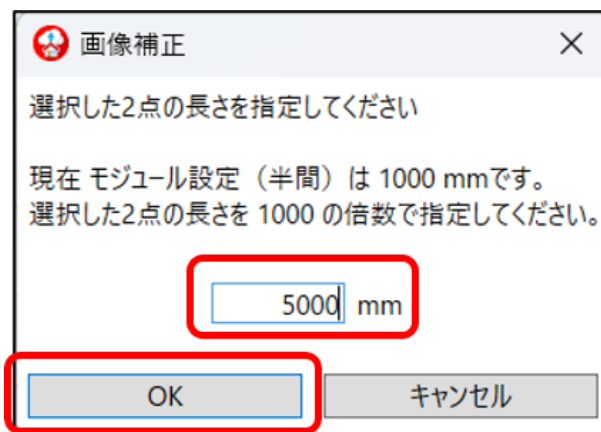 画像補正
選択した2点の長さを指定してください
現在 モジュール設定（半間）は 1000 mmです。
選択した2点の長さを 1000 の倍数で指定してください。
5000 mm
OK キャンセル